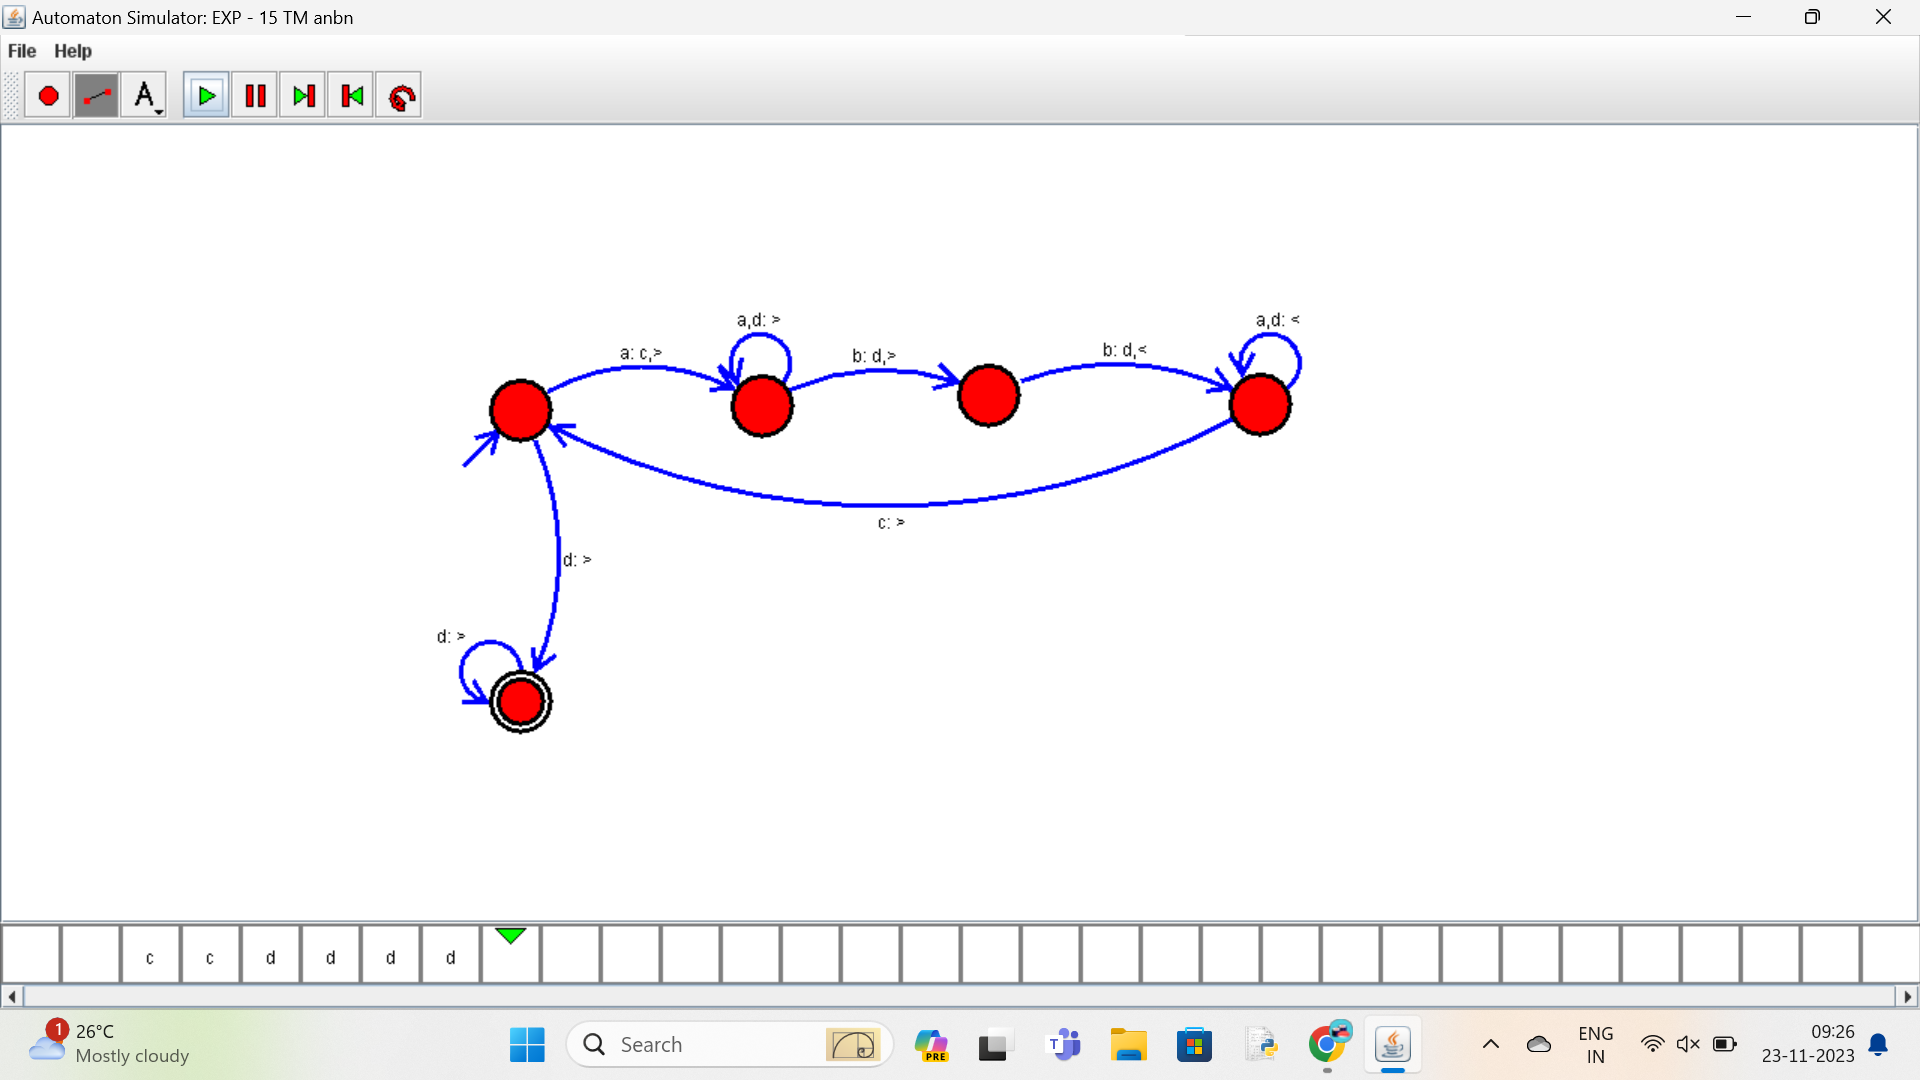 Automaton Simulator: EXP - 15 TM anbn
File Help
A
a,d: >
a,d: <
a: c,>
b: d,>
b: d,<
c: >
d: >
d: >
c c d d d d
1
26°C
Mostly cloudy
Search
PRE
T
ENG
IN
09:26
23-11-2023